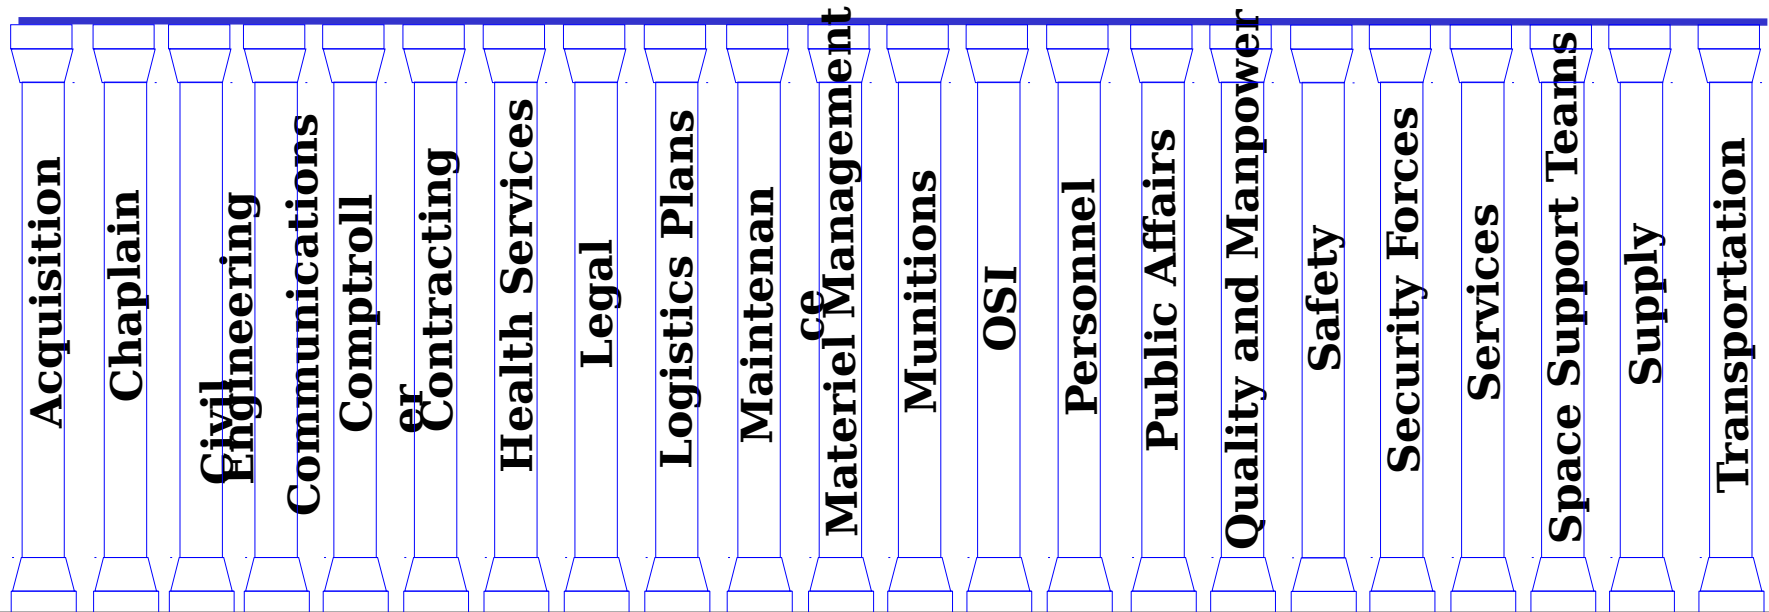 Acquisition
Chaplain
Civil
Engineering
Communications
Comptroll
er
Contracting
Health Services
Legal
Logistics Plans
Maintenan
ce
Materiel Management
Munitions
OSI
Personnel
Public Affairs
Quality and Manpower
Safety
Security Forces
Services
Space Support Teams
Supply
Transportation